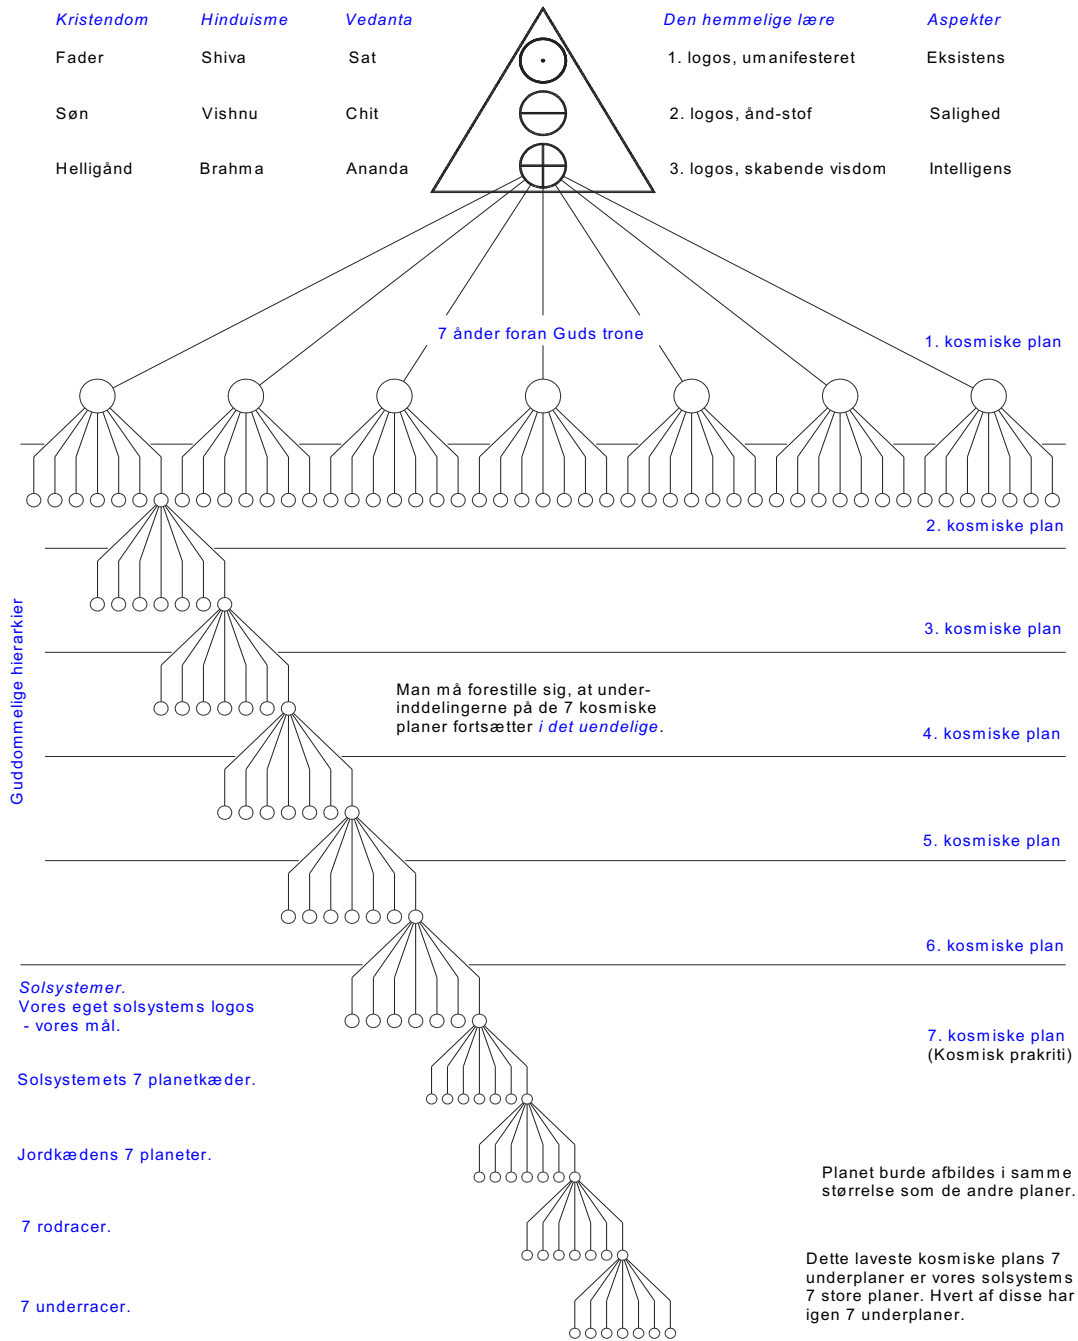 Kristendom Hinduisme Vedanta Den hemmelige lære Aspekter
Fader Shiva Sat 1. logos, umanifesteret Eksistens
Søn Vishnu Chit 2. logos, ånd-stof Salighed
Helligånd Brahma Ananda 3. logos, skabende visdom Intelligens
7 ånder foran Guds trone
1. kosmiske plan
2. kosmiske plan
Guddommelige hierarkier
3. kosmiske plan
Man må forestille sig, at under-
inddelingerne på de 7 kosmiske
planer fortsætter i det uendelige.
4. kosmiske plan
5. kosmiske plan
6. kosmiske plan
Solsystemer.
Vores eget solsystems logos
- vores mål.
7. kosmiske plan
(Kosmisk prakriti)
Solsystemets 7 planetkæder.
Jordkædens 7 planeter.
Planet burde afbildes i samme
størrelse som de andre planer.
7 rodracer.
Dette laveste kosmiske plans 7
underplaner er vores solsystems
7 store planer. Hvert af disse har
igen 7 underplaner.
7 underracer.